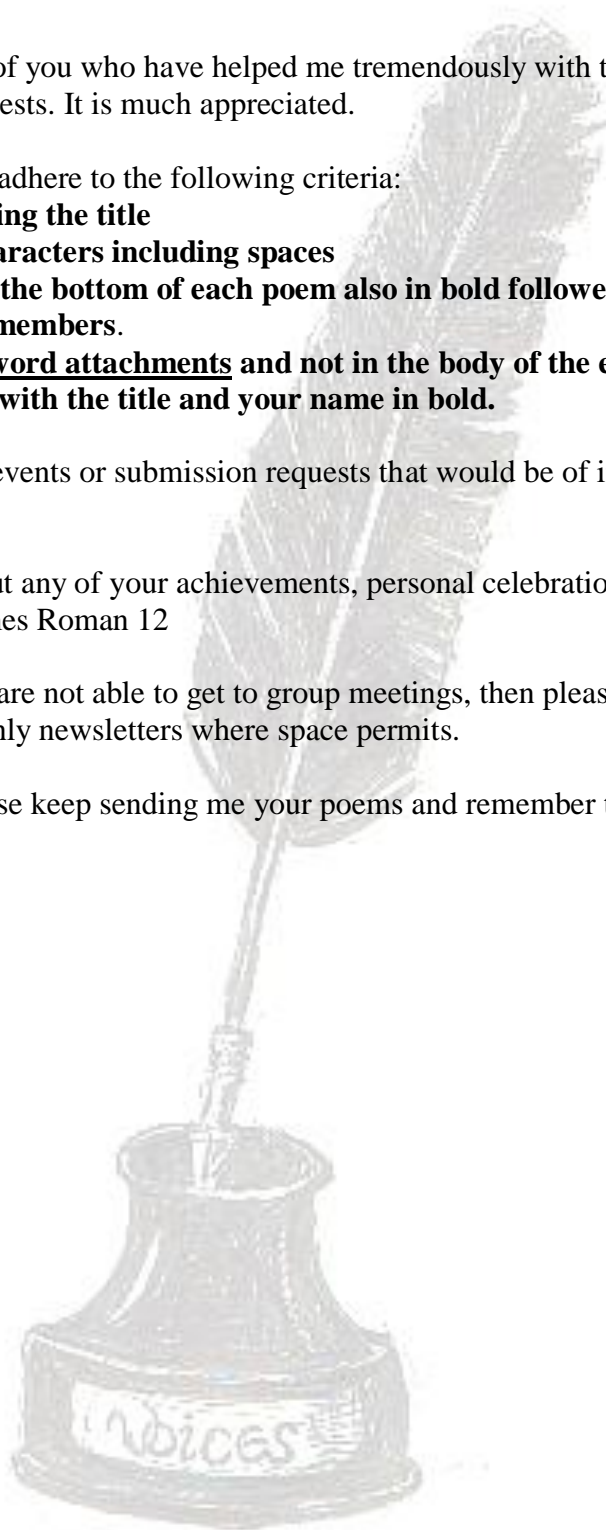 of you who have helped me tremendously with t
ests. It is much appreciated.
adhere to the following criteria:
ing the title
aracters including spaces
the bottom of each poem also in bold followe
members.
word attachments and not in the body of the e
with the title and your name in bold.
events or submission requests that would be of i
ut any of your achievements, personal celebratio
nes Roman 12
are not able to get to group meetings, then pleas
nly newsletters where space permits.
se keep sending me your poems and remember t
Voices